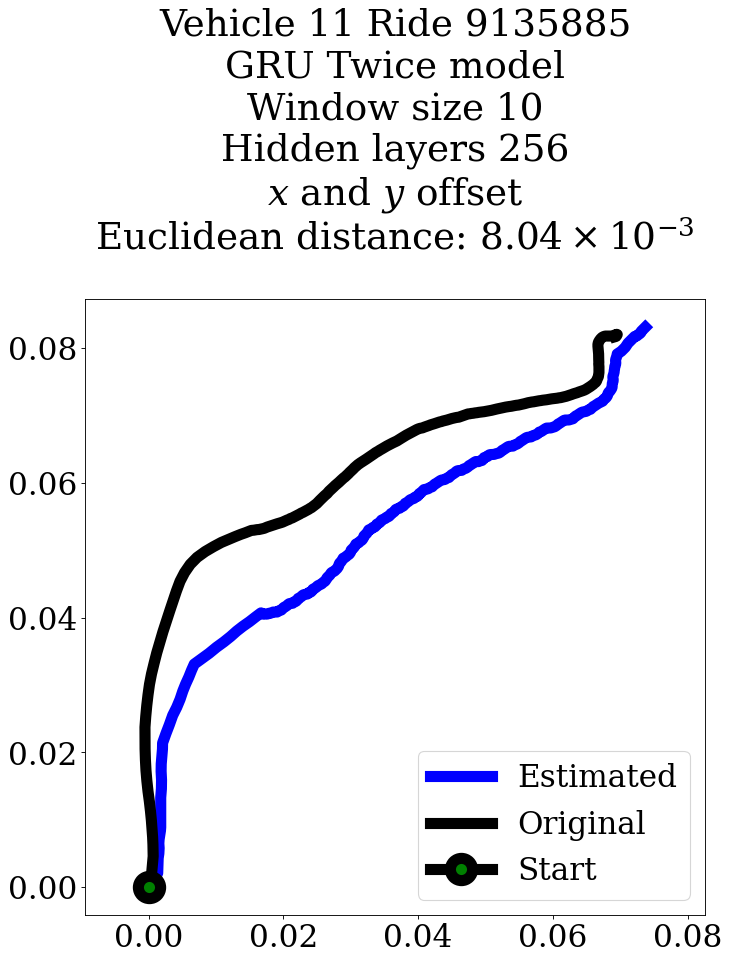 Vehicle 11 Ride 9135885
GRU Twice model
Window size 10
Hidden layers 256
x and y offset
Euclidean distance: 8.04 × 10⁻³
0.08
0.06
0.04
0.02
0.00
Estimated
Original
Start
0.00 0.02 0.04 0.06 0.08